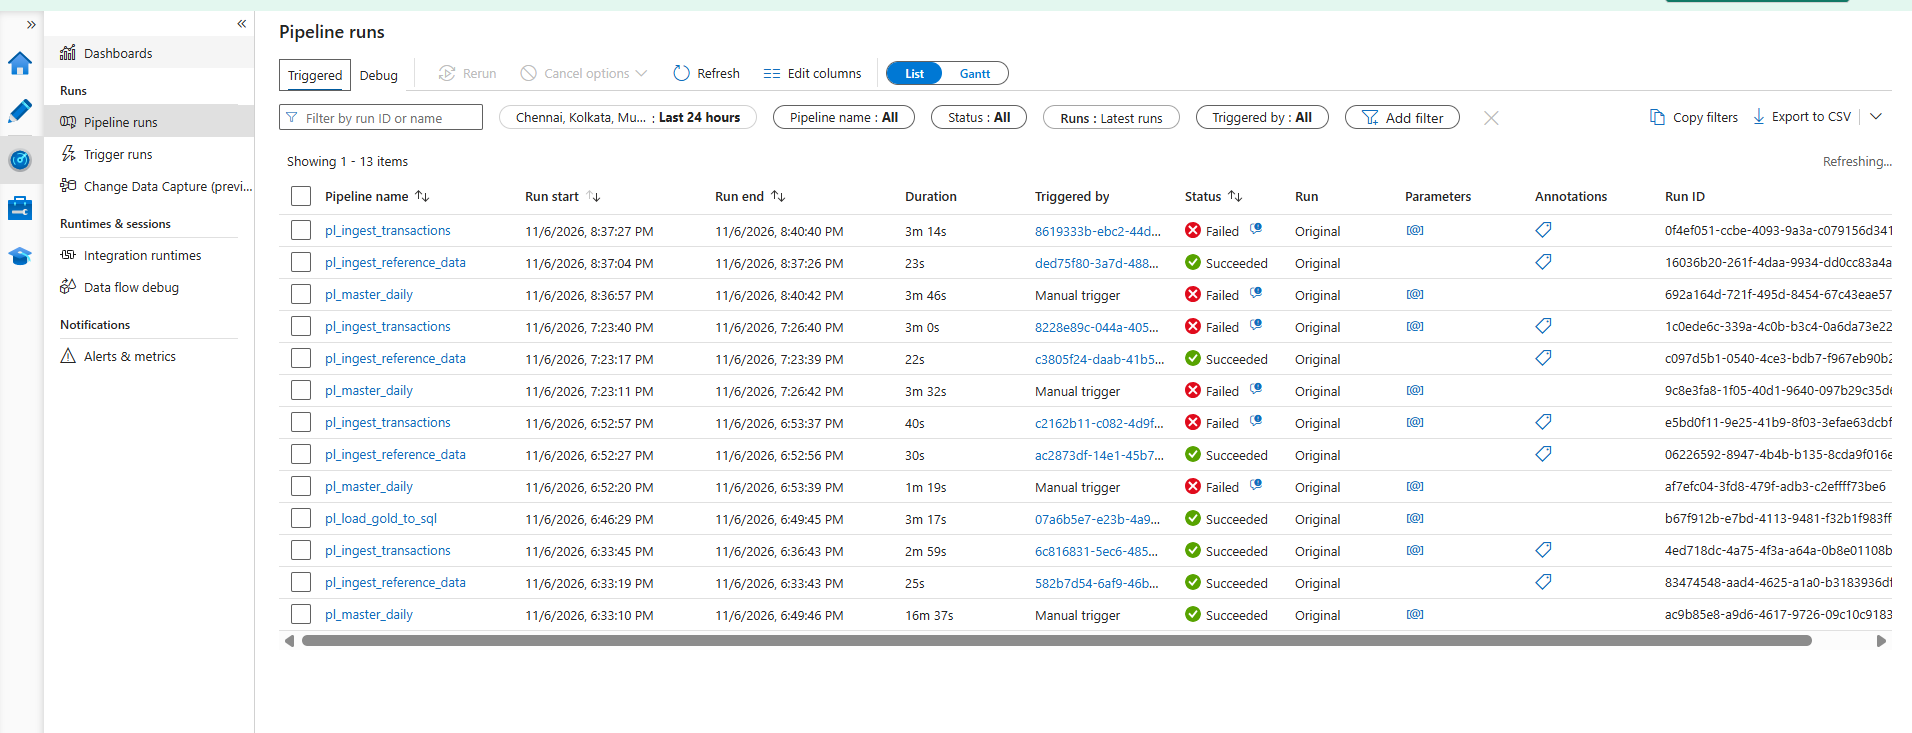 Dashboards
Runs
Pipeline runs
Trigger runs
Change Data Capture (previ...
Runtimes & sessions
Integration runtimes
Data flow debug
Notifications
Alerts & metrics
Pipeline runs
Triggered Debug Rerun Cancel options Refresh Edit columns List Gantt
Filter by run ID or name Chennai, Kolkata, Mu... : Last 24 hours Pipeline name : All Status : All Runs : Latest runs Triggered by : All Add filter Copy filters Export to CSV
Showing 1 - 13 items Refreshing...
Pipeline name Run start Run end Duration Triggered by Status Run Parameters Annotations Run ID
pl_ingest_transactions 11/6/2026, 8:37:27 PM 11/6/2026, 8:40:40 PM 3m 14s 8619333b-ebc2-44d... Failed Original [@] 0f4ef051-ccbe-4093-9a3a-c079156d341
pl_ingest_reference_data 11/6/2026, 8:37:04 PM 11/6/2026, 8:37:26 PM 23s ded75f80-3a7d-488... Succeeded Original 16036b20-261f-4daa-9934-dd0cc83a4a
pl_master_daily 11/6/2026, 8:36:57 PM 11/6/2026, 8:40:42 PM 3m 46s Manual trigger Failed Original [@] 692a164d-721f-495d-8454-67c43eae57
pl_ingest_transactions 11/6/2026, 7:23:40 PM 11/6/2026, 7:26:40 PM 3m 0s 8228e89c-044a-405... Failed Original [@] 1c0ede6c-339a-4c0b-b3c4-0a6da73e22
pl_ingest_reference_data 11/6/2026, 7:23:17 PM 11/6/2026, 7:23:39 PM 22s c3805f24-daab-41b5... Succeeded Original c097d5b1-0540-4ce3-bdb7-f967eb90b2
pl_master_daily 11/6/2026, 7:23:11 PM 11/6/2026, 7:26:42 PM 3m 32s Manual trigger Failed Original [@] 9c8e3fa8-1f05-40d1-9640-097b29c35de
pl_ingest_transactions 11/6/2026, 6:52:57 PM 11/6/2026, 6:53:37 PM 40s c2162b11-c082-4d9f... Failed Original [@] e5bd0f11-9e25-41b9-8f03-3efae63dcbf
pl_ingest_reference_data 11/6/2026, 6:52:27 PM 11/6/2026, 6:52:56 PM 30s ac2873df-14e1-45b7... Succeeded Original 06226592-8947-4b4b-b135-8cda9f016e
pl_master_daily 11/6/2026, 6:52:20 PM 11/6/2026, 6:53:39 PM 1m 19s Manual trigger Failed Original [@] af7efc04-3fd8-479f-adb3-c2effff73be6
pl_load_gold_to_sql 11/6/2026, 6:46:29 PM 11/6/2026, 6:49:45 PM 3m 17s 07a6b5e7-e23b-4a9... Succeeded Original [@] b67f912b-e7bd-4113-9481-f32b1f983ff
pl_ingest_transactions 11/6/2026, 6:33:45 PM 11/6/2026, 6:36:43 PM 2m 59s 6c816831-5ec6-485... Succeeded Original [@] 4ed718dc-4a75-4f3a-a64a-0b8e01108b
pl_ingest_reference_data 11/6/2026, 6:33:19 PM 11/6/2026, 6:33:43 PM 25s 582b7d54-6af9-46b... Succeeded Original 83474548-aad4-4625-a1a0-b3183936df
pl_master_daily 11/6/2026, 6:33:10 PM 11/6/2026, 6:49:46 PM 16m 37s Manual trigger Succeeded Original [@] ac9b85e8-a9d6-4617-9726-09c10c9183